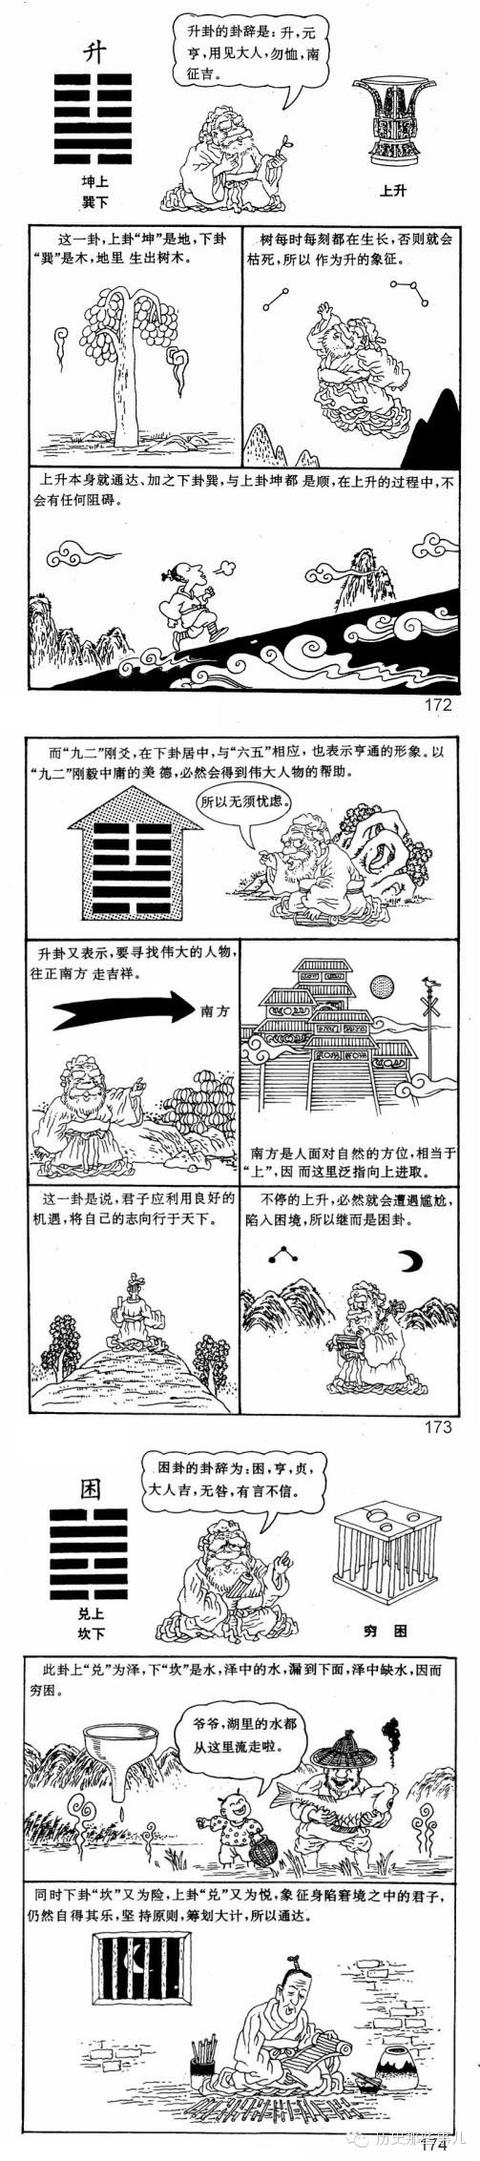 升
升卦的卦辞是：升，元
亨，用见大人，勿恤，南
征吉。
坤上
巽下
上升
这一卦，上卦“坤”是地，下卦
“巽”是木，地里 生出树木。
树每时每刻都在生长，否则就会
枯死，所以 作为升的象征。
上升本身就通达、加之下卦巽，与上卦坤都 是顺，在上升的过程中，不
会有任何阻碍。
172
而“九二”刚爻，在下卦居中，与“六五”相应，也表示亨通的形象。以
“九二”刚毅中庸的美 德，必然会得到伟大人物的帮助。
所以无须忧虑。
升卦又表示，要寻找伟大的人物，
往正南方 走吉祥。
南方
南方是人面对自然的方位，相当于
“上”，因 而这里泛指向上进取。
这一卦是说，君子应利用良好的
机遇，将自己的志向行于天下。
不停的上升，必然就会遭遇尴尬，
陷入困境，所以继而是困卦。
173
困
困卦的卦辞为：困，亨，贞，
大人吉，无咎，有言不信。
兑上
坎下
穷 困
此卦上“兑”为泽，下“坎”是水，泽中的水，漏到下面，泽中缺水，因而
穷困。
爷爷，湖里的水都
从这里流走啦。
同时下卦“坎”又为险，上卦“兑”又为悦，象征身陷窘境之中的君子，
仍然自得其乐，坚 持原则，筹划大计，所以通达。
历史那些事儿
174